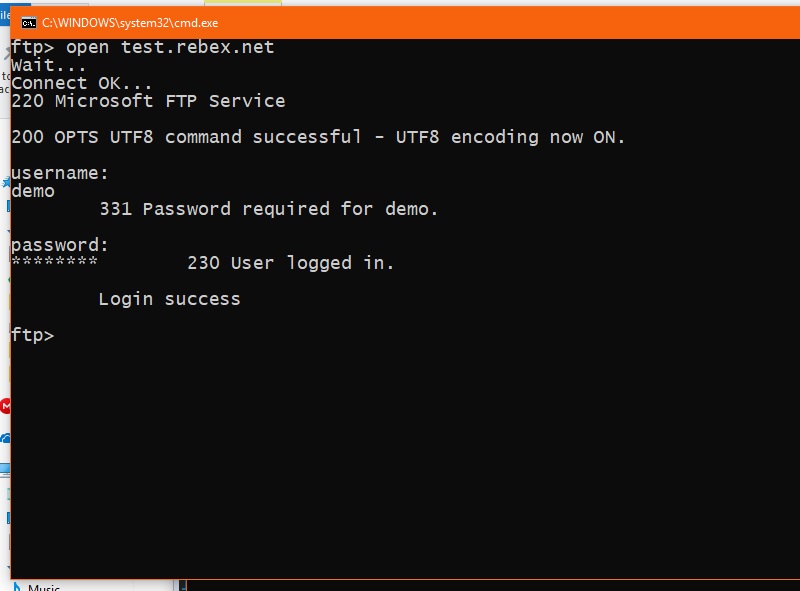 C:\WINDOWS\system32\cmd.exe
ftp> open test.rebex.net
Wait...
Connect OK...
220 Microsoft FTP Service
200 OPTS UTF8 command successful - UTF8 encoding now ON.
username:
demo
331 Password required for demo.
password:
******** 230 User logged in.
Login success
ftp>
Music